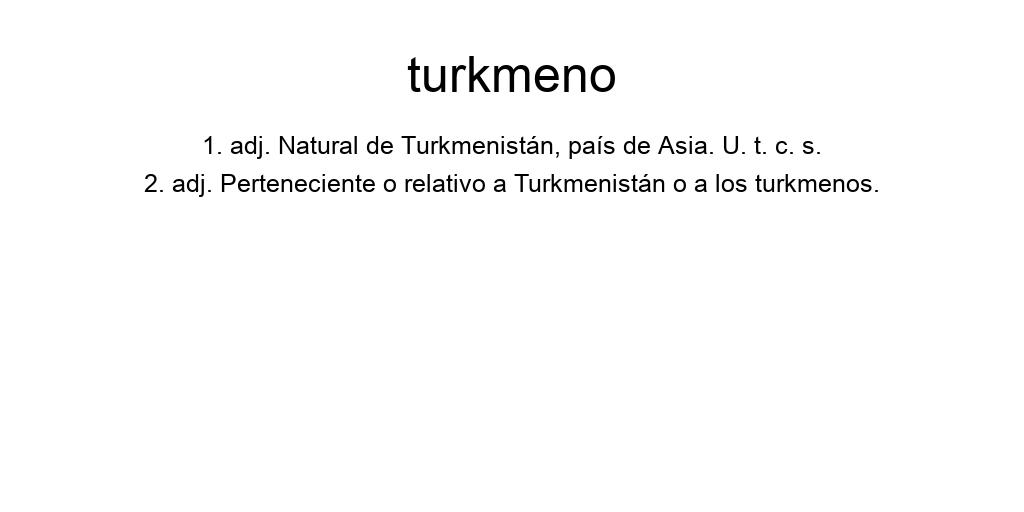 turkmeno
1. adj. Natural de Turkmenistán, país de Asia. U. t. c. s.
2. adj. Perteneciente o relativo a Turkmenistán o a los turkmenos.